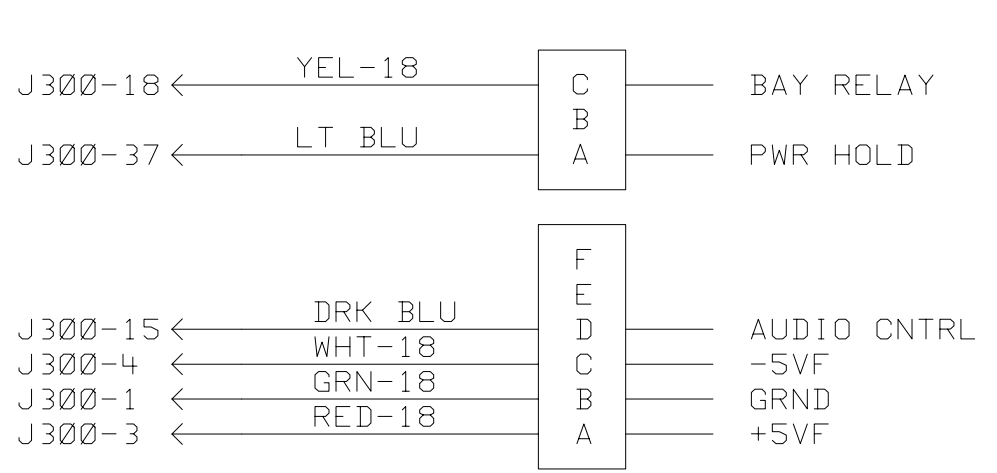 YEL-18
J300-18 C BAY RELAY
B
LT BLU
J300-37 A PWR HOLD
F
E
DRK BLU
J300-15 D AUDIO CNTRL
WHT-18
J300-4 C -5VF
GRN-18
J300-1 B GRND
RED-18
J300-3 A +5VF